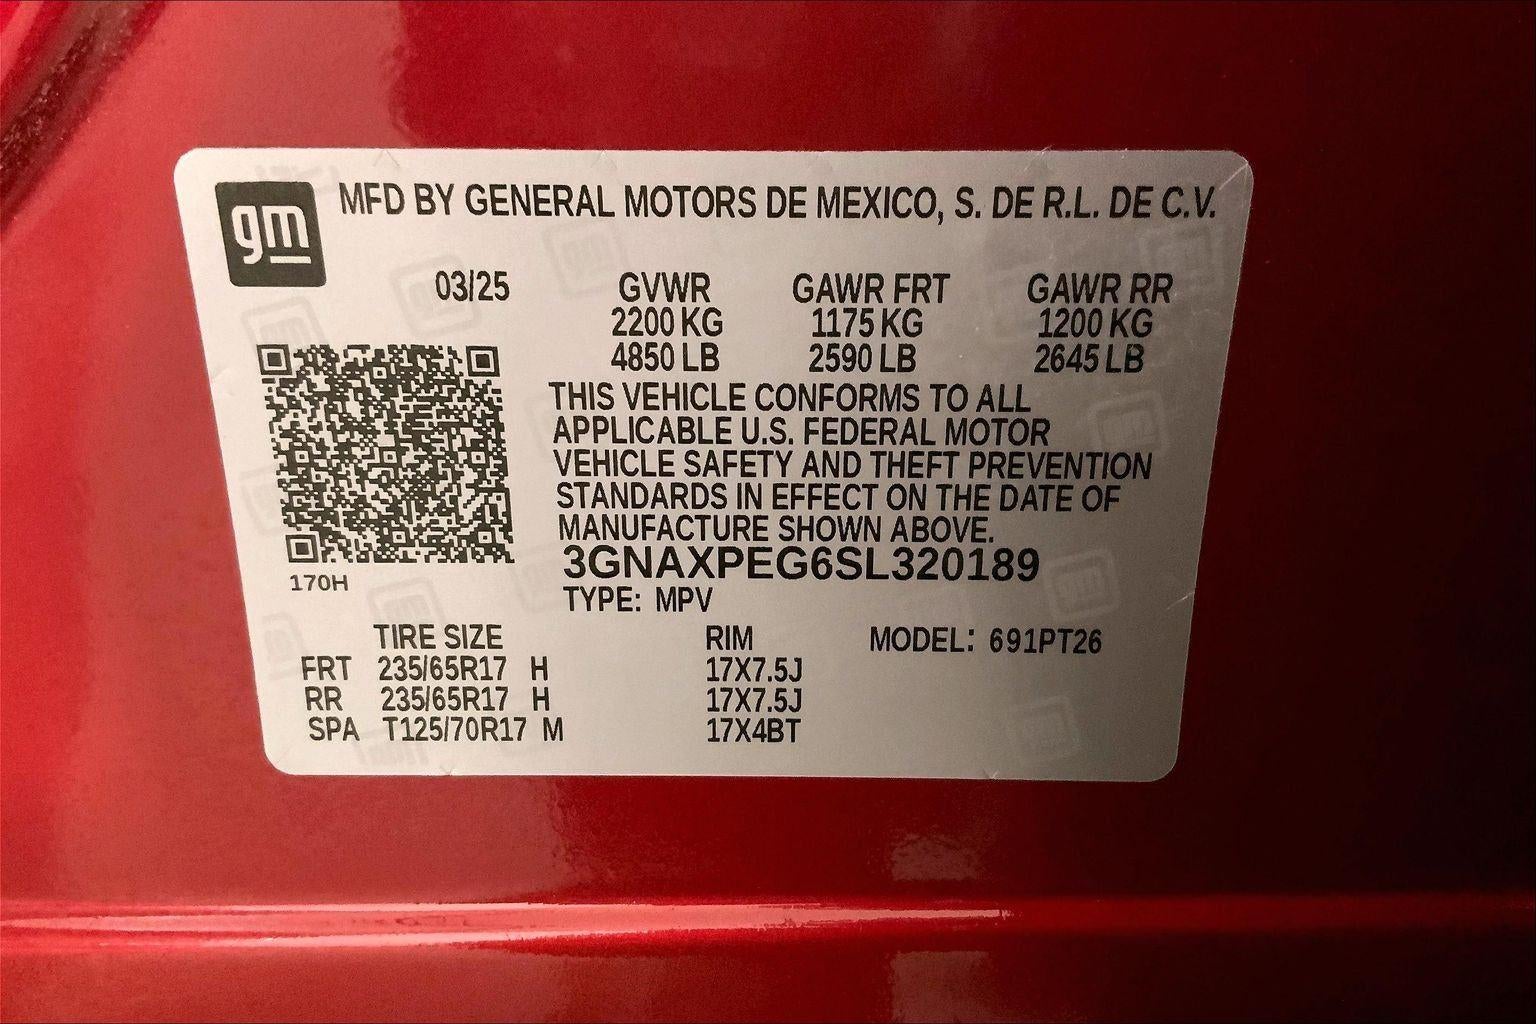 gm MFD BY GENERAL MOTORS DE MEXICO, S. DE R.L. DE C.V.
03/25 GVWR GAWR FRT GAWR RR
2200 KG 1175 KG 1200 KG
4850 LB 2590 LB 2645 LB
THIS VEHICLE CONFORMS TO ALL
APPLICABLE U.S. FEDERAL MOTOR
VEHICLE SAFETY AND THEFT PREVENTION
STANDARDS IN EFFECT ON THE DATE OF
MANUFACTURE SHOWN ABOVE.
3GNAXPEG6SL320189
170H
TYPE: MPV
TIRE SIZE RIM MODEL: 691PT26
FRT 235/65R17 H 17X7.5J
RR 235/65R17 H 17X7.5J
SPA T125/70R17 M 17X4BT